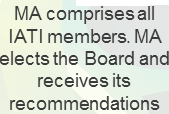 MA comprises all
IATI members. MA
elects the Board and
receives its
recommendations